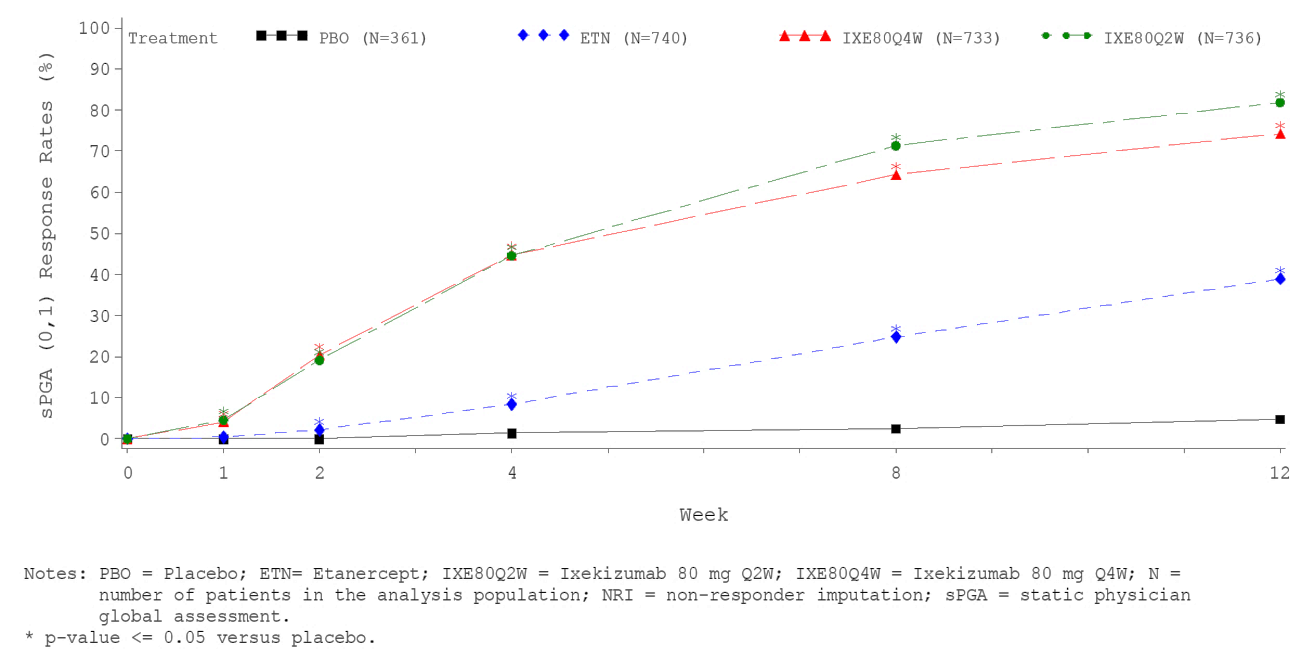 100
Treatment PBO (N=361) ETN (N=740) IXE80Q4W (N=733) IXE80Q2W (N=736)
90
80
70
60
50
40
30
20
10
0
sPGA (0,1) Response Rates (%)
0 1 2 4 8 12
Week
Notes: PBO = Placebo; ETN= Etanercept; IXE80Q2W = Ixekizumab 80 mg Q2W; IXE80Q4W = Ixekizumab 80 mg Q4W; N =
number of patients in the analysis population; NRI = non-responder imputation; sPGA = static physician
global assessment.
* p-value <= 0.05 versus placebo.